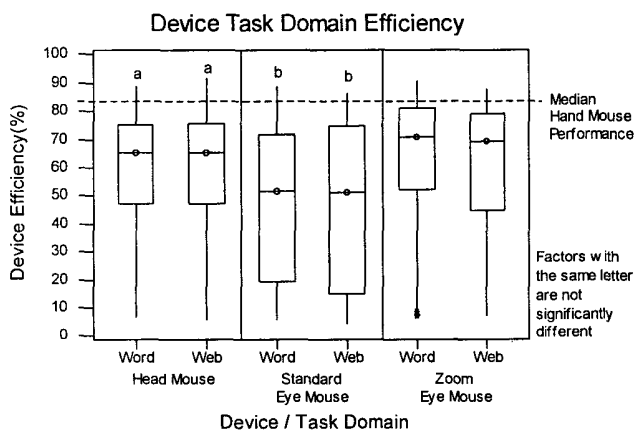 Device Task Domain Efficiency
Device Efficiency(%)
100
90
80
70
60
50
40
30
20
10
0
a
a
b
b
Median
Hand Mouse
Performance
Factors with
the same letter
are not
significantly
different
Word Web Word Web Word Web
Head Mouse Standard Zoom
Eye Mouse Eye Mouse
Device / Task Domain